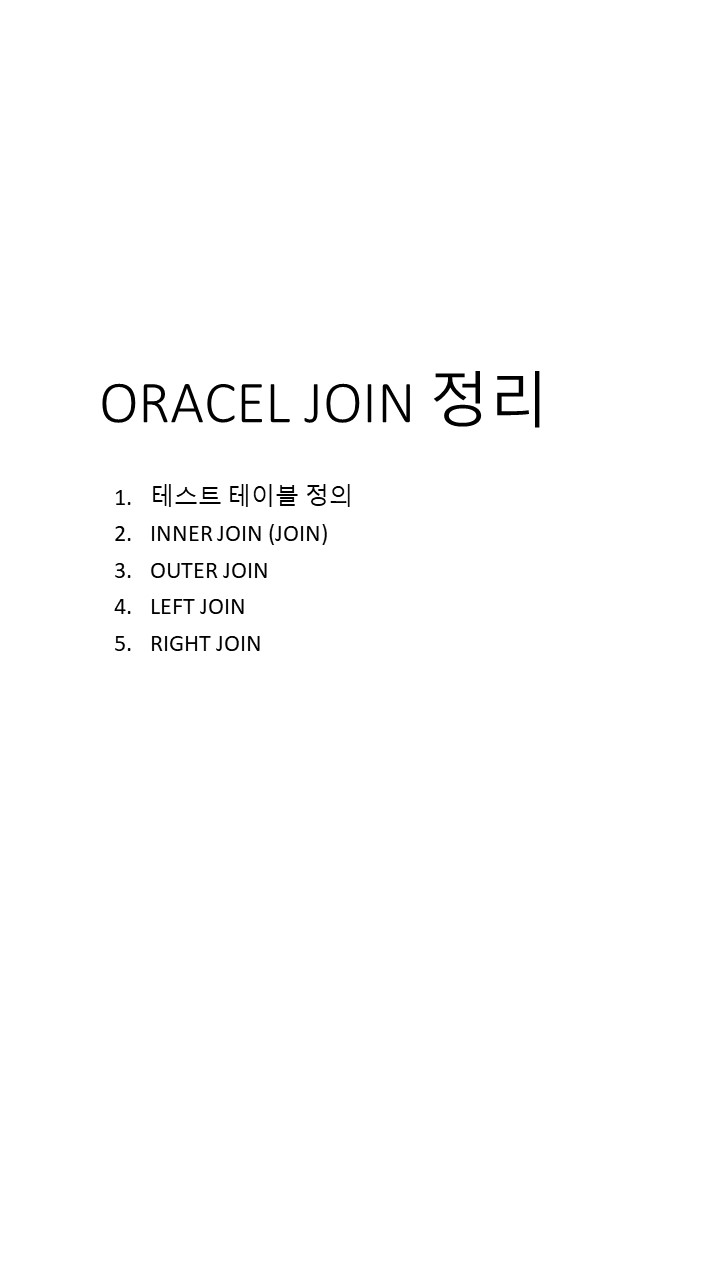 ORACEL JOIN 정리
1. 테스트 테이블 정의
2. INNER JOIN (JOIN)
3. OUTER JOIN
4. LEFT JOIN
5. RIGHT JOIN